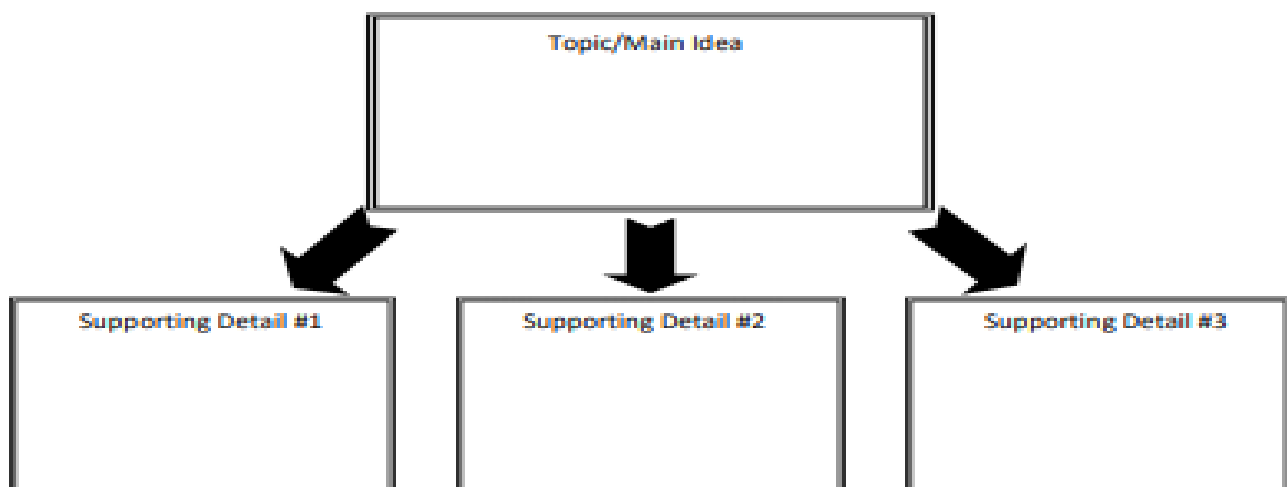 Topic/Main Idea
Supporting Detail #1
Supporting Detail #2
Supporting Detail #3